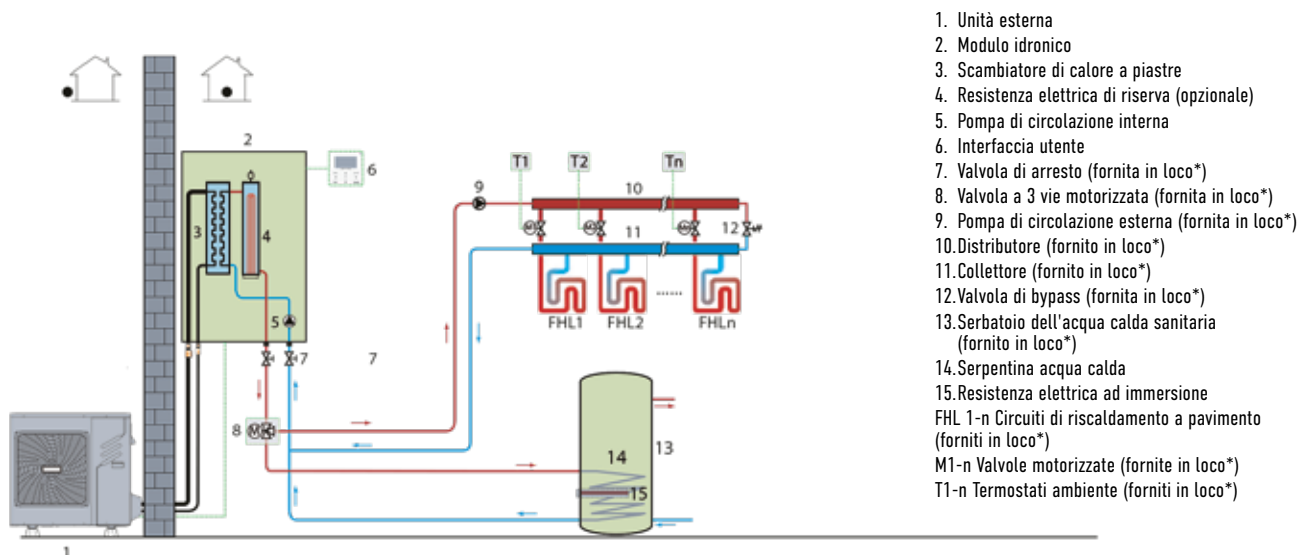 1. Unità esterna
2. Modulo idronico
3. Scambiatore di calore a piastre
4. Resistenza elettrica di riserva (opzionale)
5. Pompa di circolazione interna
6. Interfaccia utente
7. Valvola di arresto (fornita in loco*)
8. Valvola a 3 vie motorizzata (fornita in loco*)
9. Pompa di circolazione esterna (fornita in loco*)
10.Distributore (fornito in loco*)
11.Collettore (fornito in loco*)
12.Valvola di bypass (fornita in loco*)
13.Serbatoio dell'acqua calda sanitaria
(fornito in loco*)
14.Serpentina acqua calda
15.Resistenza elettrica ad immersione
FHL 1-n Circuiti di riscaldamento a pavimento
(forniti in loco*)
M1-n Valvole motorizzate (fornite in loco*)
T1-n Termostati ambiente (forniti in loco*)
2
6
T1 T2 Tn
9
10
3
4
11
12
FHL1 FHL2 ...... FHLn
5
7
7
8
M
13
14
15
1